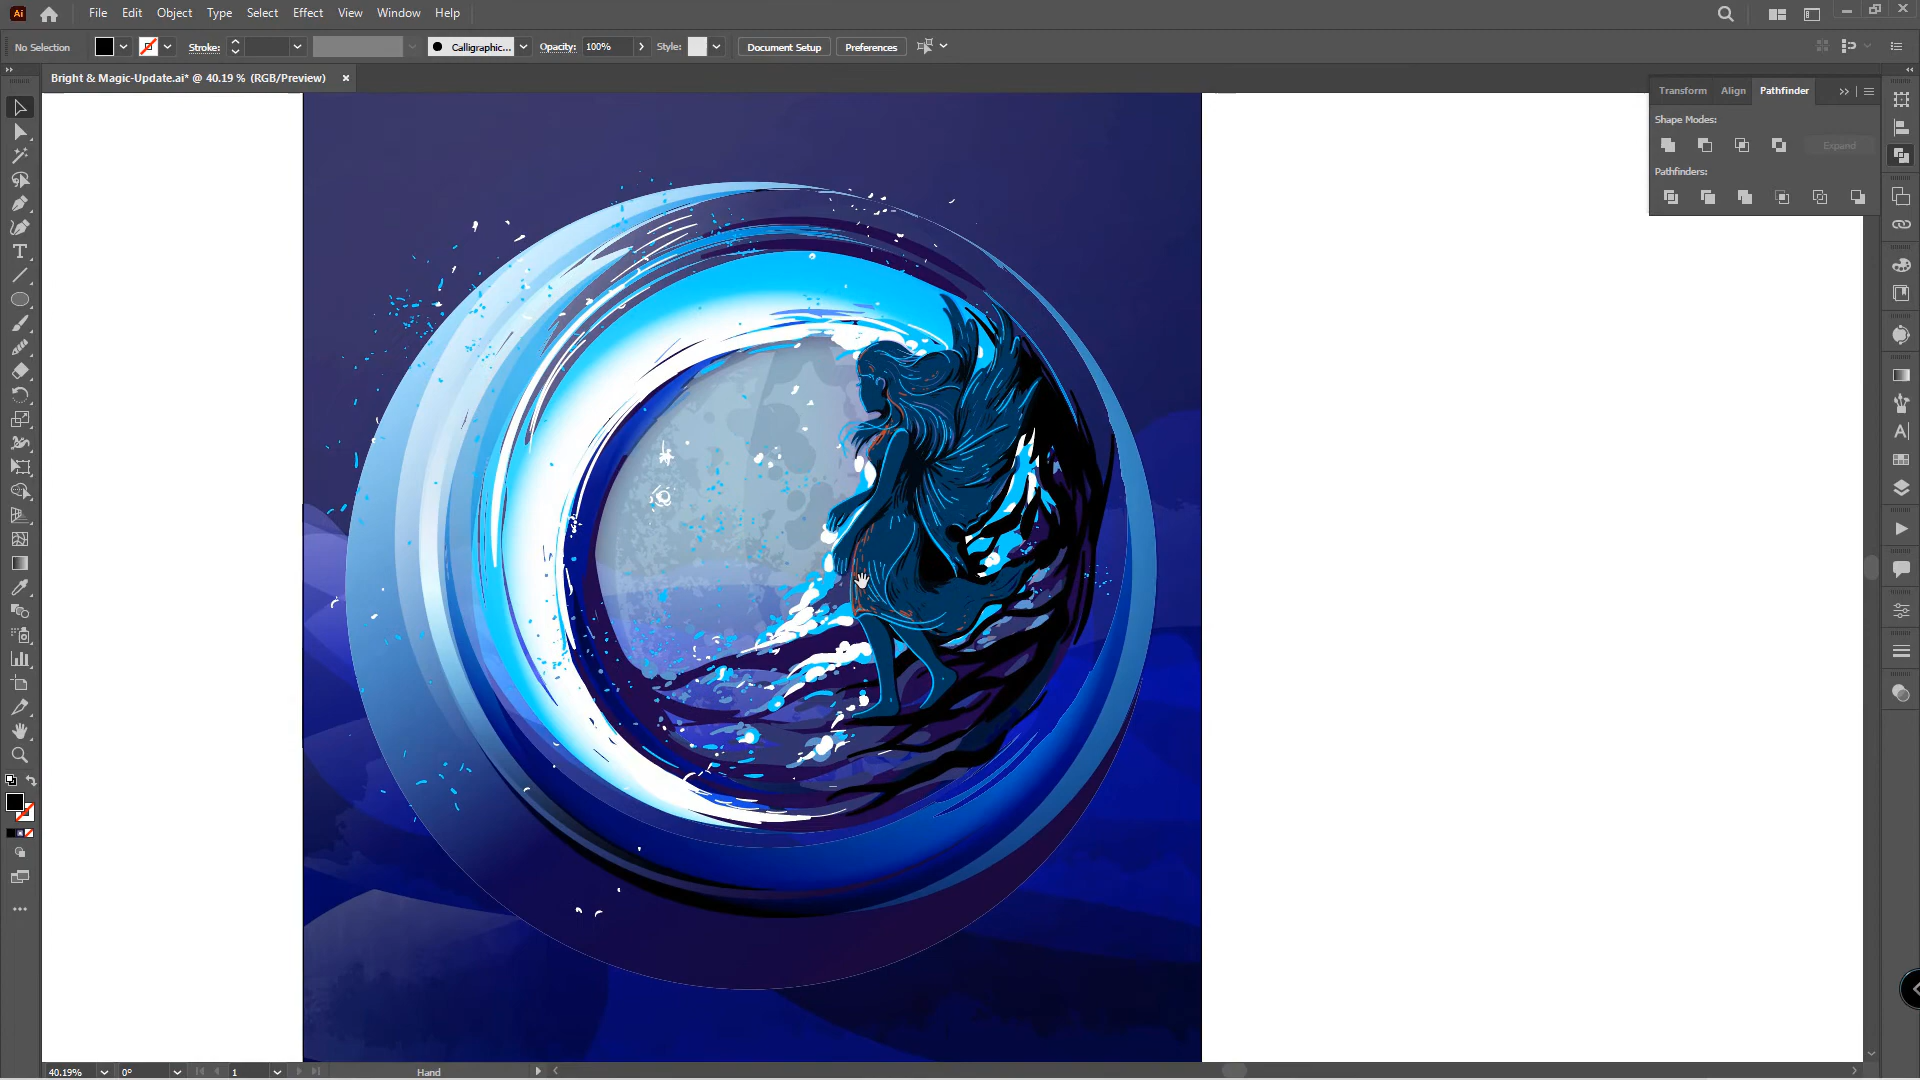 Ai File Edit Object Type Select Effect View Window Help
No Selection Stroke: Calligraphic... Opacity: 100% Style: Document Setup Preferences
Bright & Magic-Update.ai* @ 40.19 % (RGB/Preview) ×
Transform Align Pathfinder
Shape Modes:
Expand
Pathfinders:
40.19% 0° 1 Hand